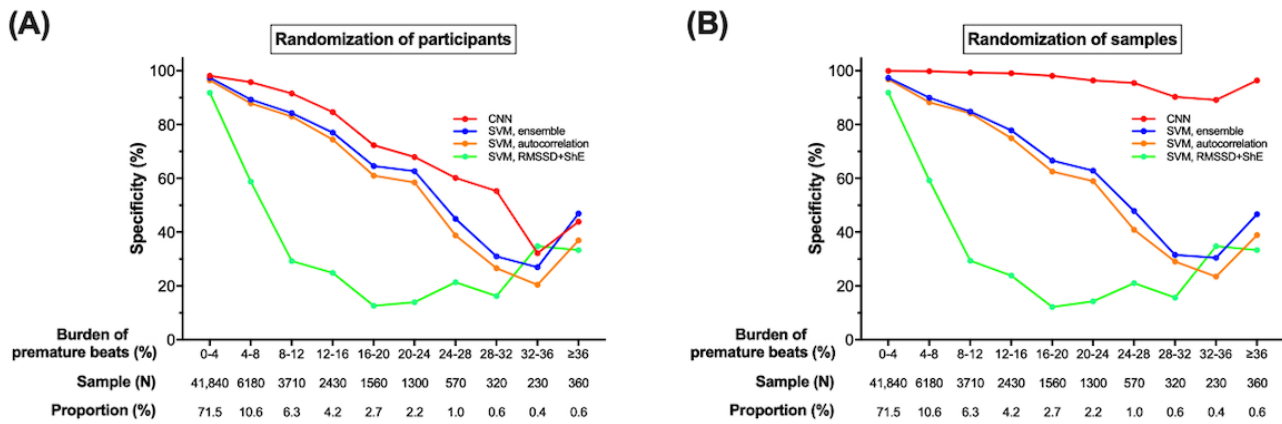 (A)
Randomization of participants
100
80
60
40
20
0
Specificity (%)
CNN
SVM, ensemble
SVM, autocorrelation
SVM, RMSSD+ShE
Burden of
premature beats (%)
0-4 4-8 8-12 12-16 16-20 20-24 24-28 28-32 32-36 ≥36
Sample (N) 41,840 6180 3710 2430 1560 1300 570 320 230 360
Proportion (%) 71.5 10.6 6.3 4.2 2.7 2.2 1.0 0.6 0.4 0.6
(B)
Randomization of samples
100
80
60
40
20
0
Specificity (%)
CNN
SVM, ensemble
SVM, autocorrelation
SVM, RMSSD+ShE
Burden of
premature beats (%)
0-4 4-8 8-12 12-16 16-20 20-24 24-28 28-32 32-36 ≥36
Sample (N) 41,840 6180 3710 2430 1560 1300 570 320 230 360
Proportion (%) 71.5 10.6 6.3 4.2 2.7 2.2 1.0 0.6 0.4 0.6